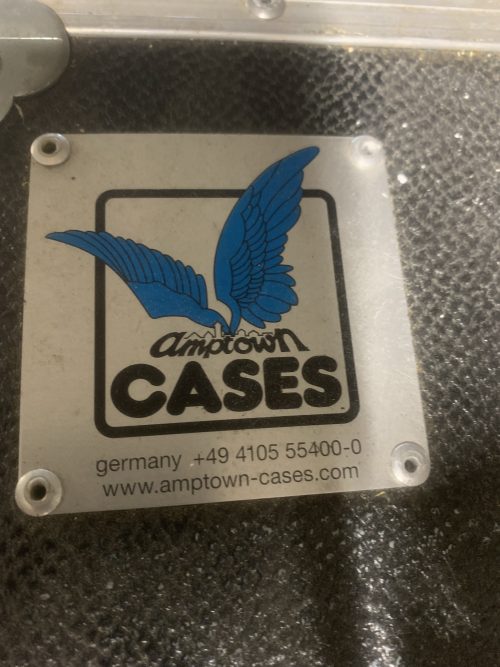 amptown
CASES
germany +49 4105 55400-0
www.amptown-cases.com